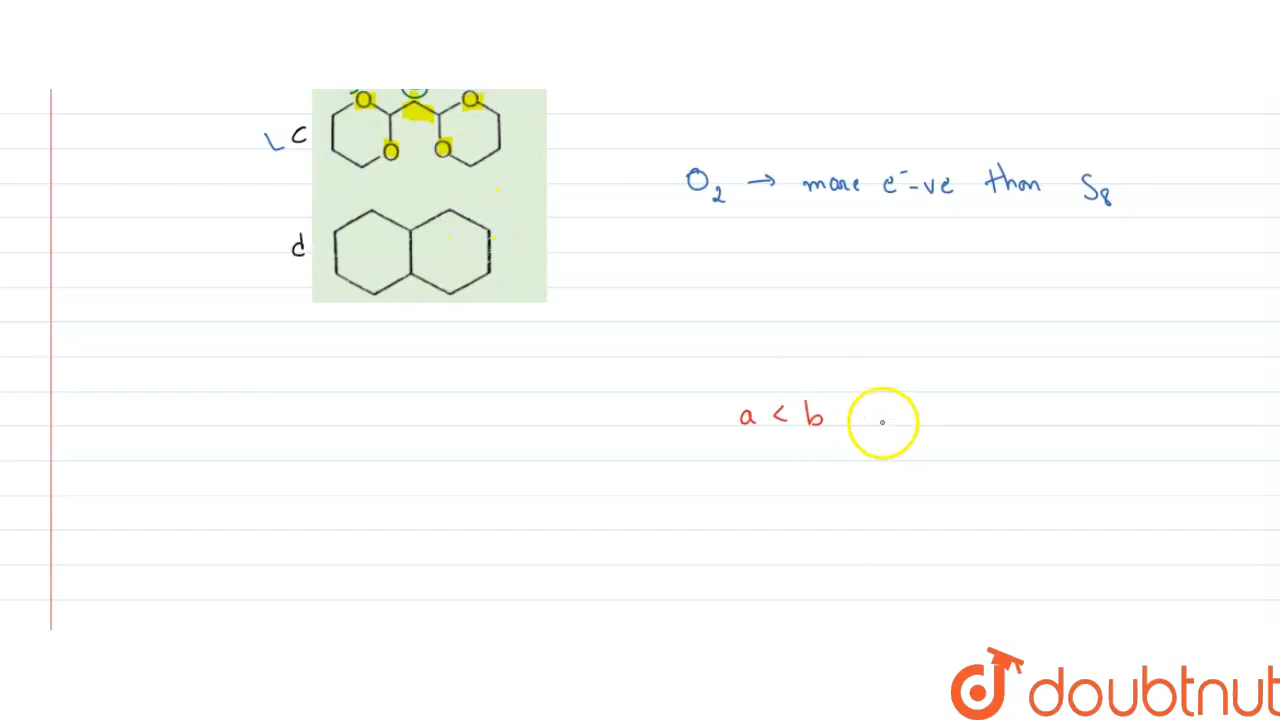 O O
L C O O
O₂ → more e⁻-ve than S₈
d
a < b
doubtnut